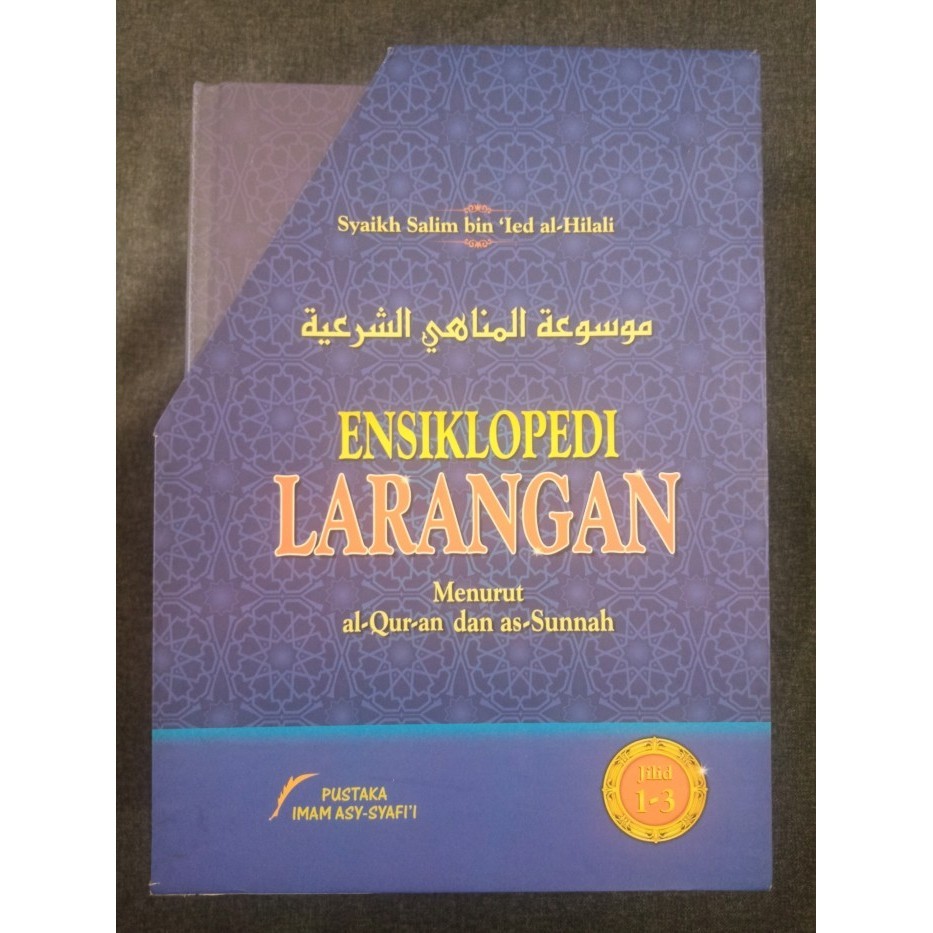 Syaikh Salim bin 'Ied al-Hilali
موسوعة المناهي الشرعية
ENSIKLOPEDI
LARANGAN
Menurut
al-Qur-an dan as-Sunnah
PUSTAKA
IMAM ASY-SYAFI'I
Jilid
1-3